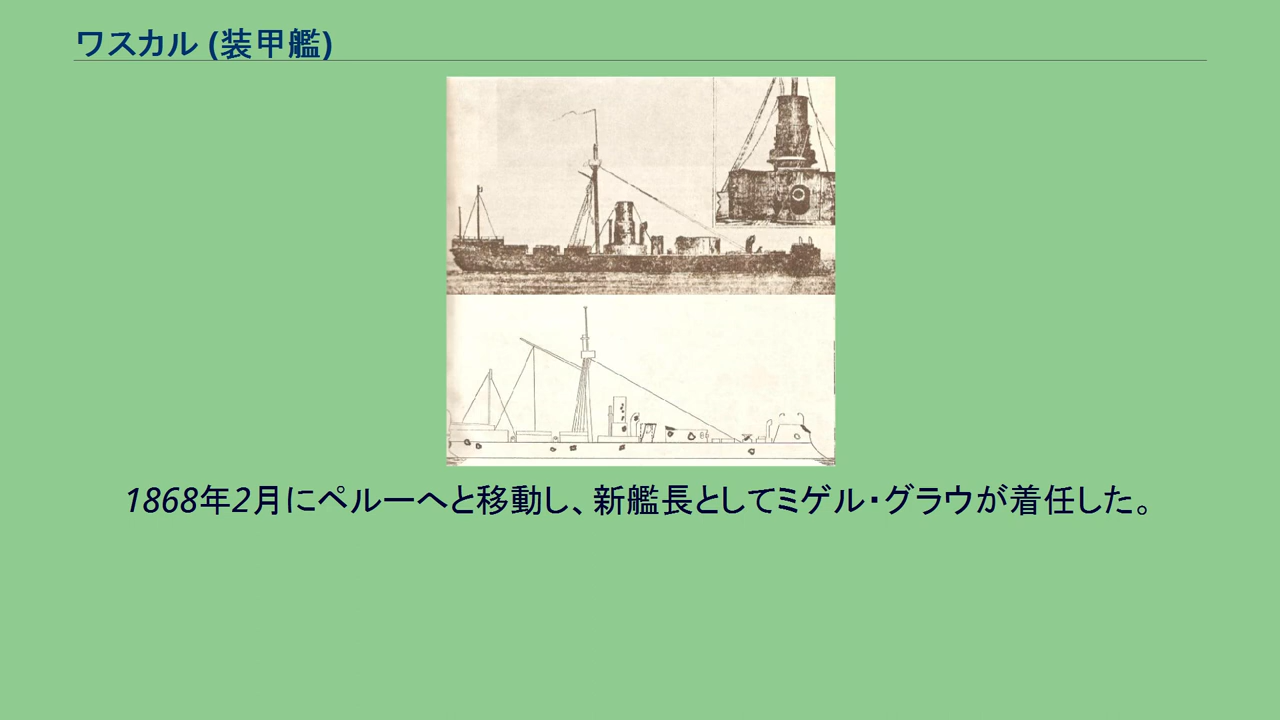 ワスカル (装甲艦)
1868年2月にペルーへと移動し、新艦長としてミゲル・グラウが着任した。